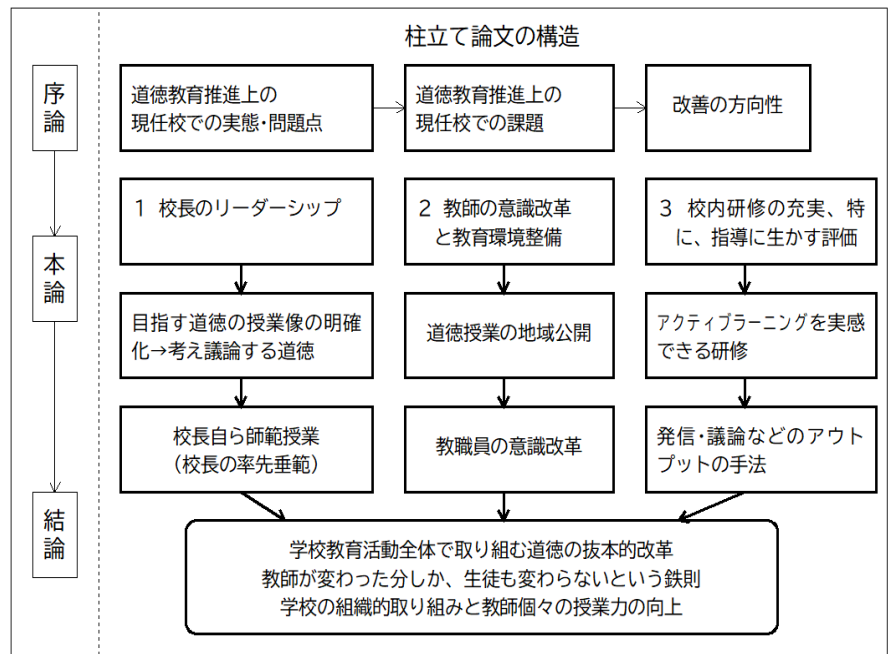 柱立て論文の構造
序論
道徳教育推進上の
現任校での実態・問題点
道徳教育推進上の
現任校での課題
改善の方向性
本論
1 校長のリーダーシップ
2 教師の意識改革
と教育環境整備
3 校内研修の充実、特
に、指導に生かす評価
目指す道徳の授業像の明確
化→考え議論する道徳
道徳授業の地域公開
アクティブラーニングを実感
できる研修
校長自ら師範授業
(校長の率先垂範)
教職員の意識改革
発信・議論などのアウト
プットの手法
結論
学校教育活動全体で取り組む道徳の抜本的改革
教師が変わった分しか、生徒も変わらないという鉄則
学校の組織的取り組みと教師個々の授業力の向上